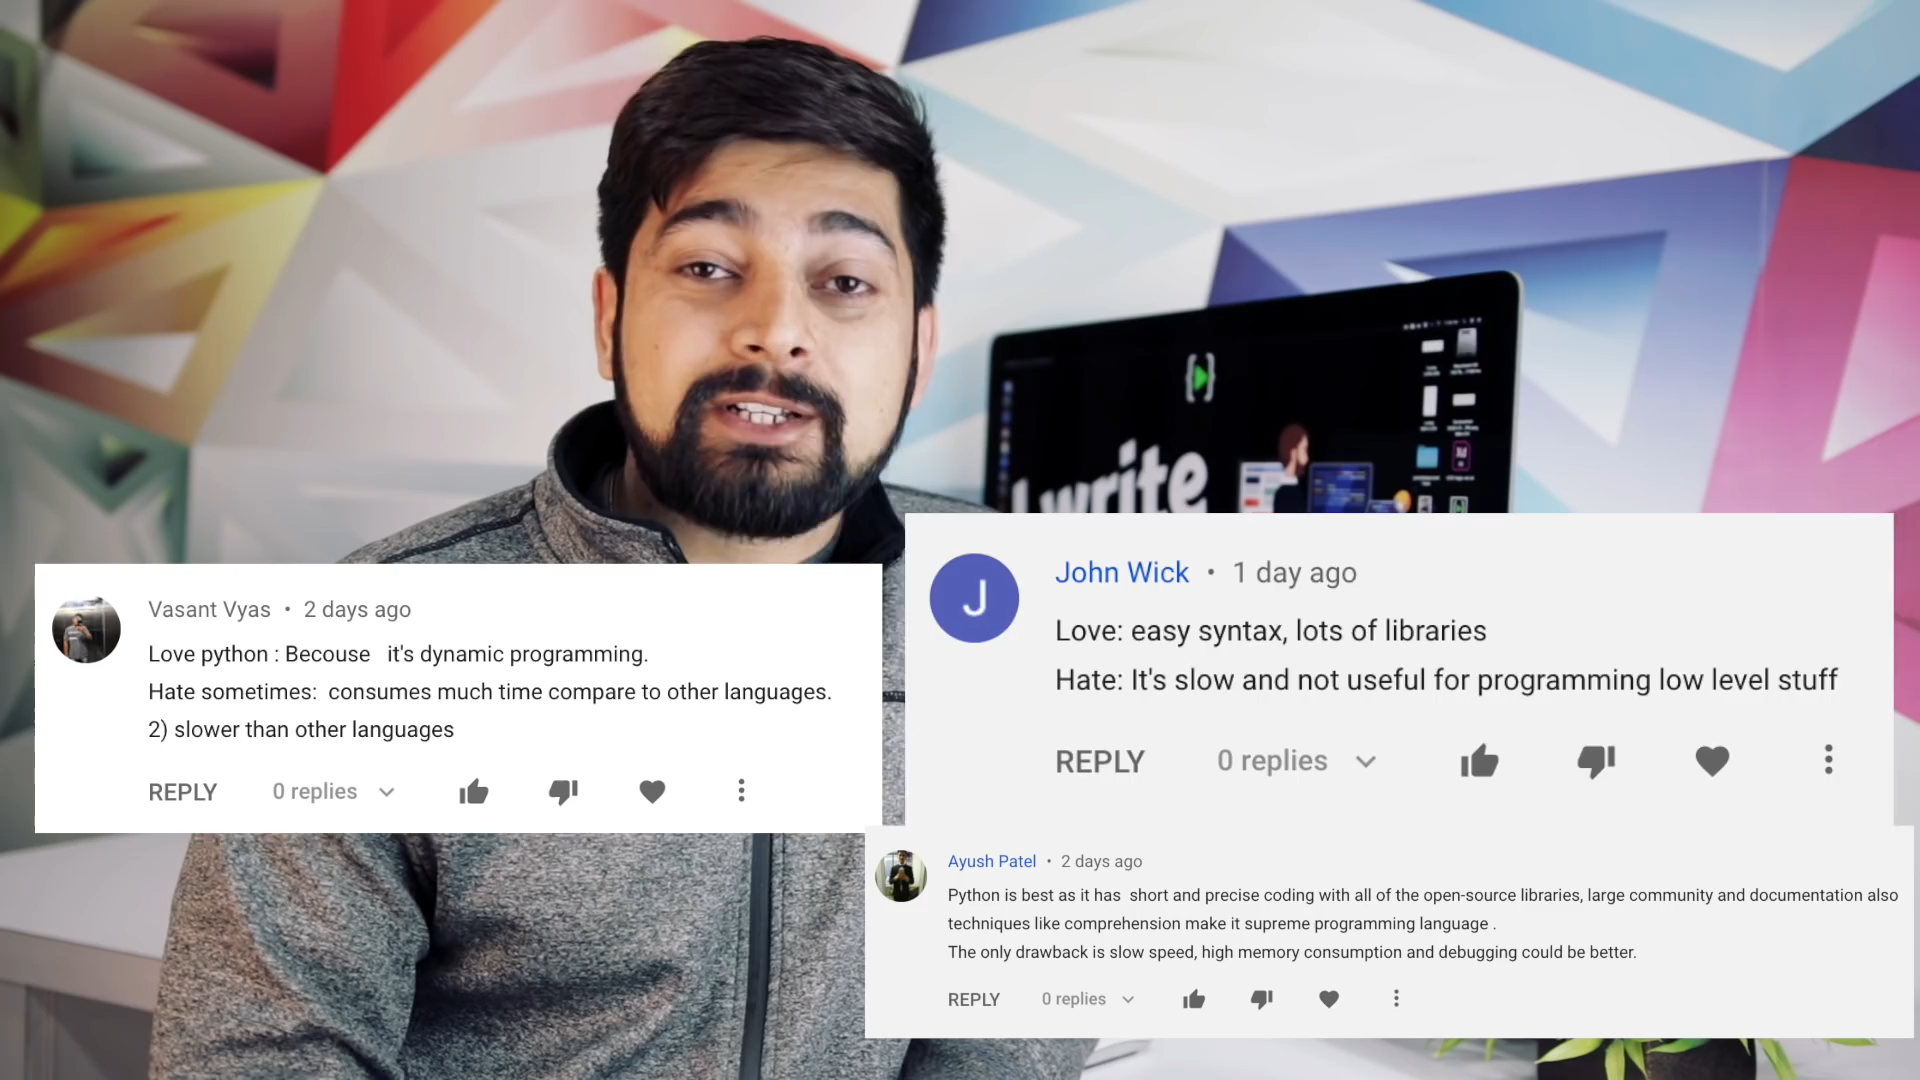 I write
Vasant Vyas • 2 days ago
Love python : Becouse it's dynamic programming.
Hate sometimes: consumes much time compare to other languages.
2) slower than other languages
REPLY 0 replies
J
John Wick • 1 day ago
Love: easy syntax, lots of libraries
Hate: It's slow and not useful for programming low level stuff
REPLY 0 replies
Ayush Patel • 2 days ago
Python is best as it has short and precise coding with all of the open-source libraries, large community and documentation also
techniques like comprehension make it supreme programming language .
The only drawback is slow speed, high memory consumption and debugging could be better.
REPLY 0 replies